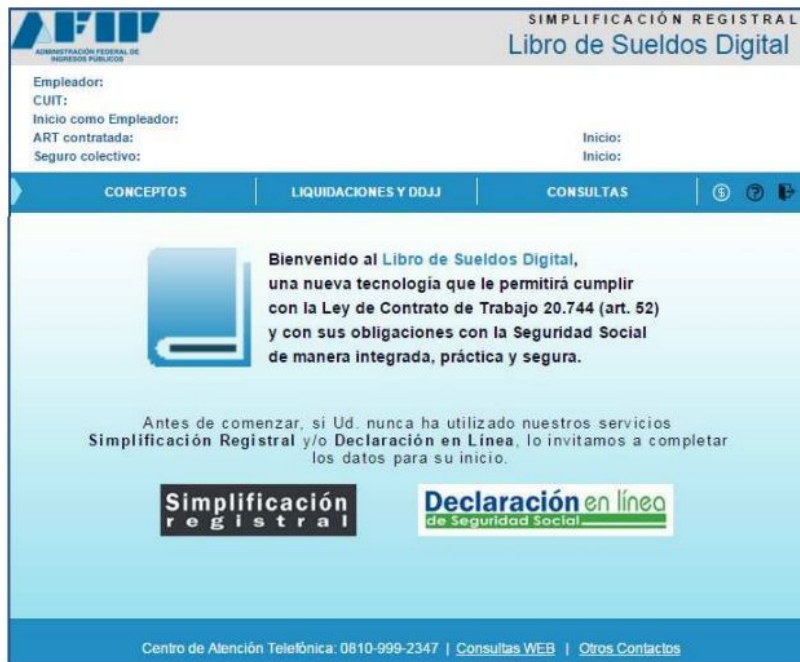 AFIP
ADMINISTRACIÓN FEDERAL DE
INGRESOS PÚBLICOS
SIMPLIFICACIÓN REGISTRAL
Libro de Sueldos Digital
Empleador:
CUIT:
Inicio como Empleador:
ART contratada: Inicio:
Seguro colectivo: Inicio:
CONCEPTOS LIQUIDACIONES Y DDJJ CONSULTAS $ ?
Bienvenido al Libro de Sueldos Digital,
una nueva tecnología que le permitirá cumplir
con la Ley de Contrato de Trabajo 20.744 (art. 52)
y con sus obligaciones con la Seguridad Social
de manera integrada, práctica y segura.
Antes de comenzar, si Ud. nunca ha utilizado nuestros servicios
Simplificación Registral y/o Declaración en Línea, lo invitamos a completar
los datos para su inicio.
Simplificación
registral
Declaración en línea
de Seguridad Social
Centro de Atención Telefónica: 0810-999-2347 | Consultas WEB | Otros Contactos